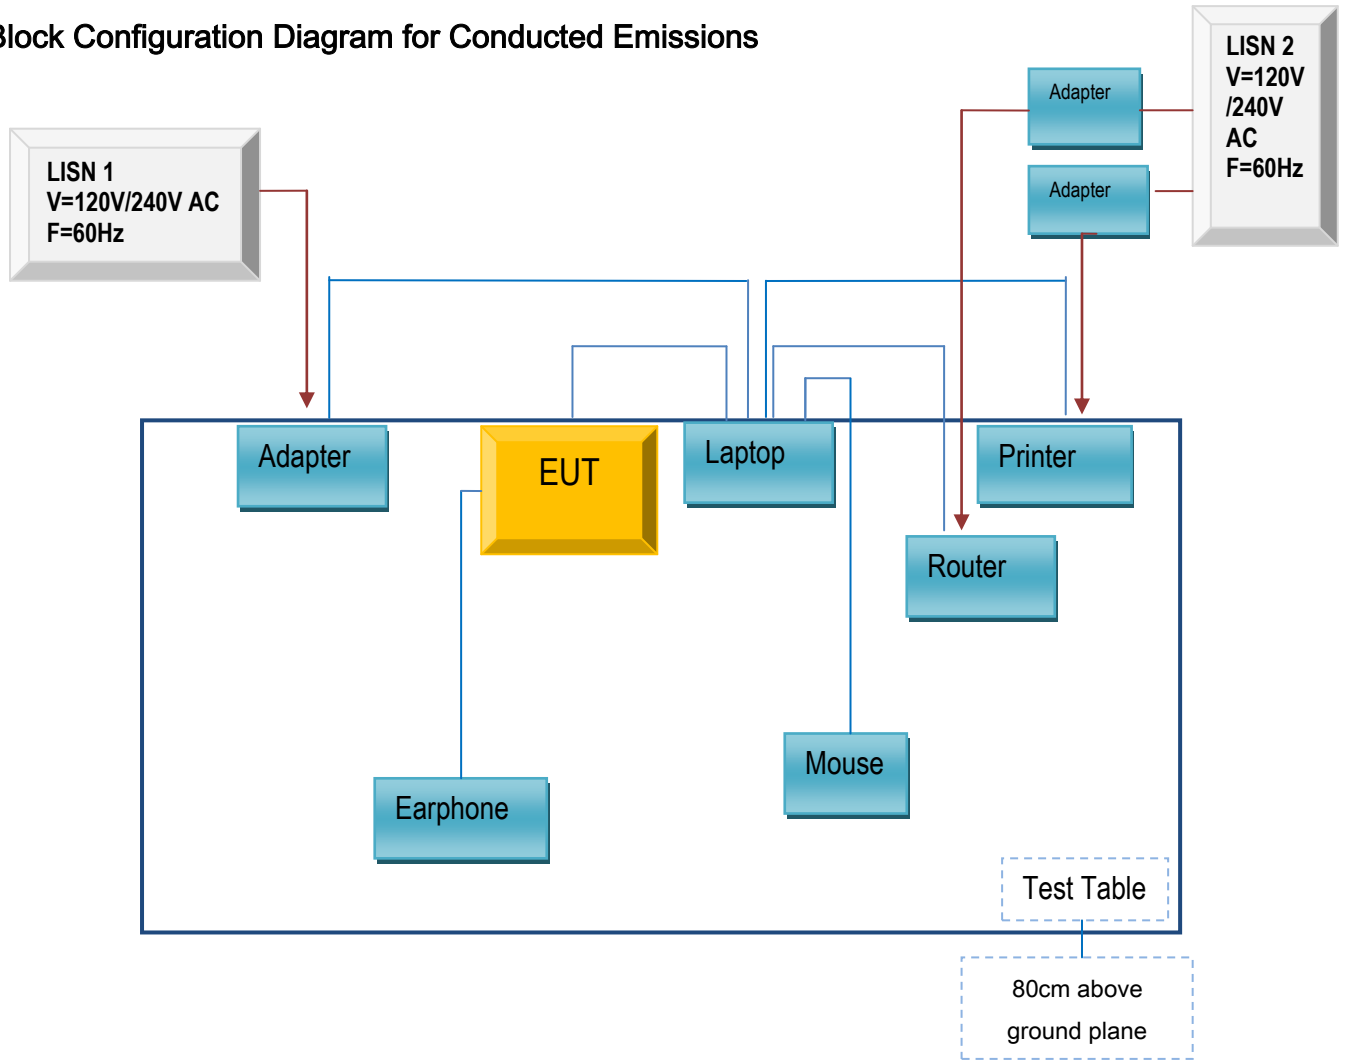 Block Configuration Diagram for Conducted Emissions
LISN 2
V=120V
/240V
AC
F=60Hz
Adapter
Adapter
LISN 1
V=120V/240V AC
F=60Hz
Adapter
EUT
Laptop
Printer
Router
Mouse
Earphone
Test Table
80cm above
ground plane